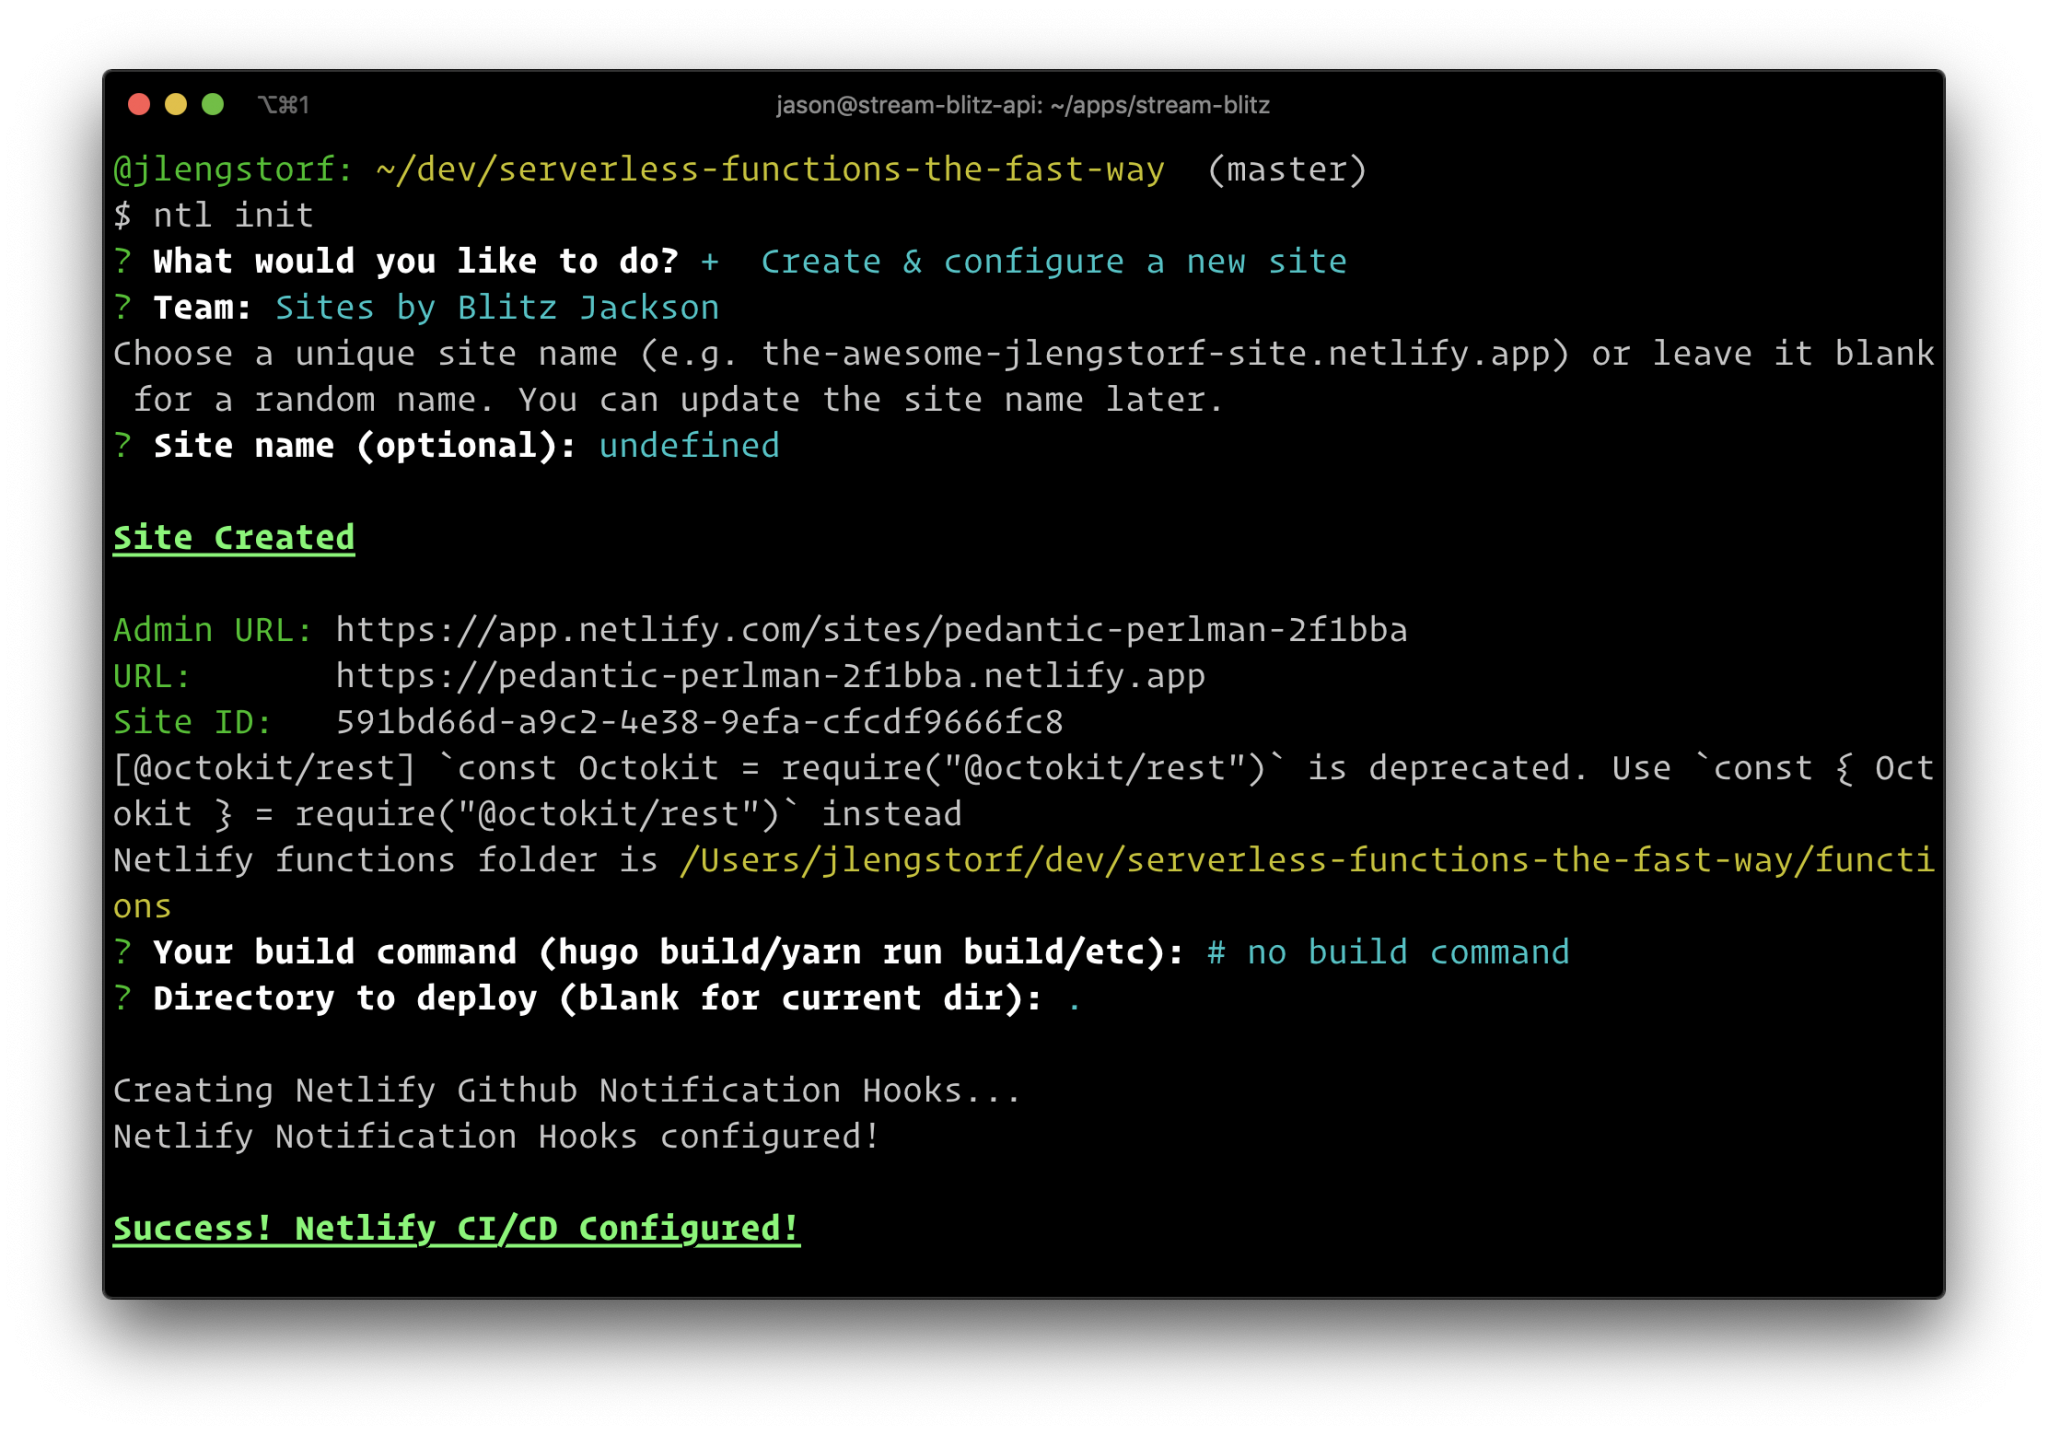 ⌥⌘1
jason@stream-blitz-api: ~/apps/stream-blitz
@jlengstorf: ~/dev/serverless-functions-the-fast-way  (master)
$ ntl init
? What would you like to do? +  Create & configure a new site
? Team: Sites by Blitz Jackson
Choose a unique site name (e.g. the-awesome-jlengstorf-site.netlify.app) or leave it blank
 for a random name. You can update the site name later.
? Site name (optional): undefined
Site Created
Admin URL: https://app.netlify.com/sites/pedantic-perlman-2f1bba
URL:       https://pedantic-perlman-2f1bba.netlify.app
Site ID:   591bd66d-a9c2-4e38-9efa-cfcdf9666fc8
[@octokit/rest] `const Octokit = require("@octokit/rest")` is deprecated. Use `const { Oct
okit } = require("@octokit/rest")` instead
Netlify functions folder is /Users/jlengstorf/dev/serverless-functions-the-fast-way/functi
ons
? Your build command (hugo build/yarn run build/etc): # no build command
? Directory to deploy (blank for current dir): .
Creating Netlify Github Notification Hooks...
Netlify Notification Hooks configured!
Success! Netlify CI/CD Configured!